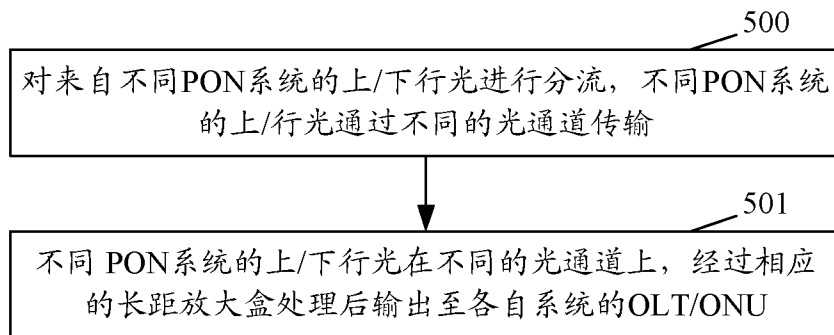 500
对来自不同PON系统的上/下行光进行分流，不同PON系统
的上/行光通过不同的光通道传输
501
不同 PON系统的上/下行光在不同的光通道上，经过相应
的长距放大盒处理后输出至各自系统的OLT/ONU